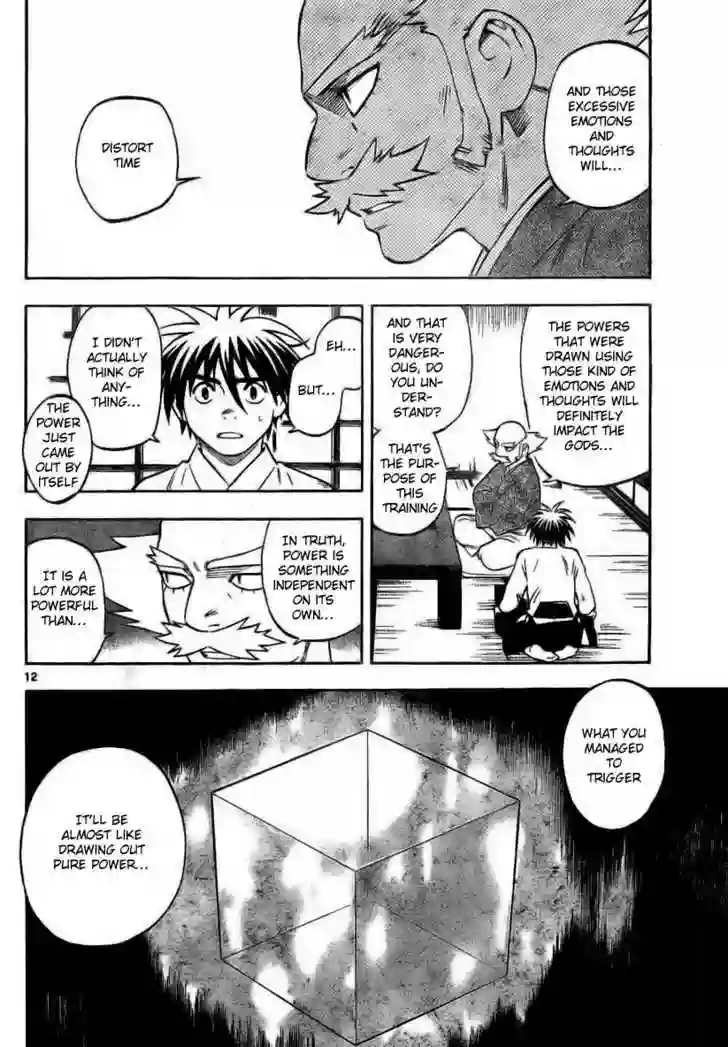 AND THOSE
EXCESSIVE
EMOTIONS
AND
THOUGHTS
WILL...
DISTORT
TIME
THE POWERS
THAT WERE
DRAWN USING
THOSE KIND OF
EMOTIONS AND
THOUGHTS WILL
DEFINITELY
IMPACT THE
GODS...
AND THAT
IS VERY
DANGER-
OUS, DO
YOU UN-
DERSTAND?
THAT'S
THE PUR-
POSE OF
THIS
TRAINING
EH...
BUT...
I DIDN'T
ACTUALLY
THINK OF
ANY-
THING...
THE
POWER
JUST
CAME
OUT BY
ITSELF
IN TRUTH,
POWER IS
SOMETHING
INDEPENDENT
ON ITS
OWN...
IT IS A
LOT MORE
POWERFUL
THAN...
12
WHAT YOU
MANAGED
TO
TRIGGER
IT'LL BE
ALMOST LIKE
DRAWING OUT
PURE POWER...